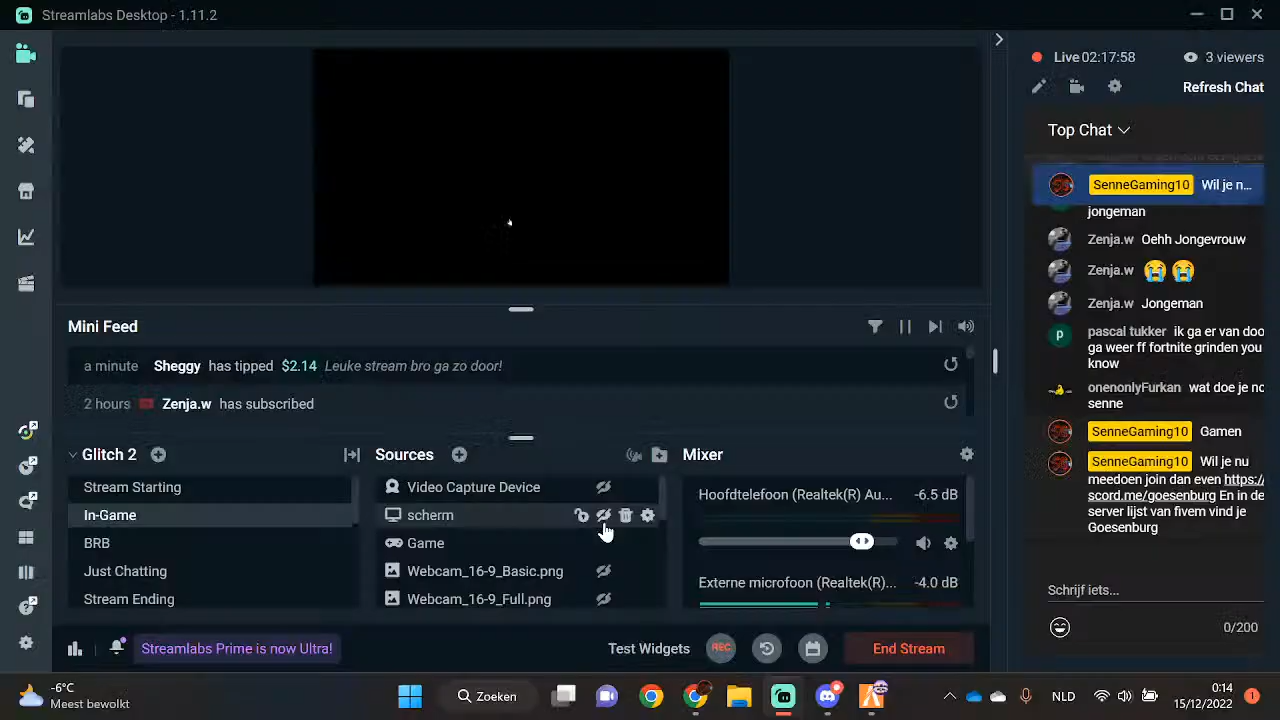 Streamlabs Desktop - 1.11.2
Live 02:17:58
3 viewers
Refresh Chat
Top Chat
SenneGaming10 Wil je n...
jongeman
Zenja.w Oehh Jongevrouw
Zenja.w 😭😭
Zenja.w Jongeman
pascal tukker ik ga er van doo
ga weer ff fortnite grinden you
know
onenonlyFurkan wat doe je no
senne
SenneGaming10 Gamen
SenneGaming10 Wil je nu
meedoen join dan even https:/
scord.me/goesenburg En in de
server lijst van fivem vind je
Goesenburg
Schrijf iets...
0/200
Mini Feed
a minute Sheggy has tipped $2.14 Leuke stream bro ga zo door!
2 hours Zenja.w has subscribed
Glitch 2
Stream Starting
In-Game
BRB
Just Chatting
Stream Ending
Sources
Video Capture Device
scherm
Game
Webcam_16-9_Basic.png
Webcam_16-9_Full.png
Mixer
Hoofdtelefoon (Realtek(R) Au... -6.5 dB
Externe microfoon (Realtek(R)... -4.0 dB
Streamlabs Prime is now Ultra!
Test Widgets
REC
End Stream
-6°C
Meest bewolkt
Zoeken
NLD
0:14
15/12/2022
1